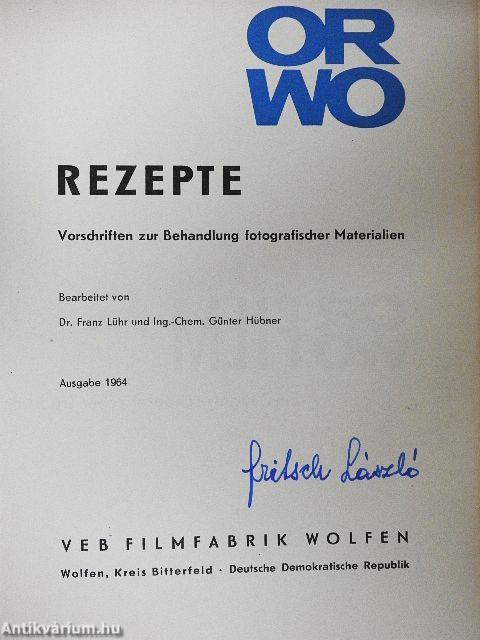 OR
WO
REZEPTE
Vorschriften zur Behandlung fotografischer Materialien
Bearbeitet von
Dr. Franz Lühr und Ing.-Chem. Günter Hübner
Ausgabe 1964
fritsch László
VEB FILMFABRIK WOLFEN
Wolfen, Kreis Bitterfeld · Deutsche Demokratische Republik
Antikvárium.hu